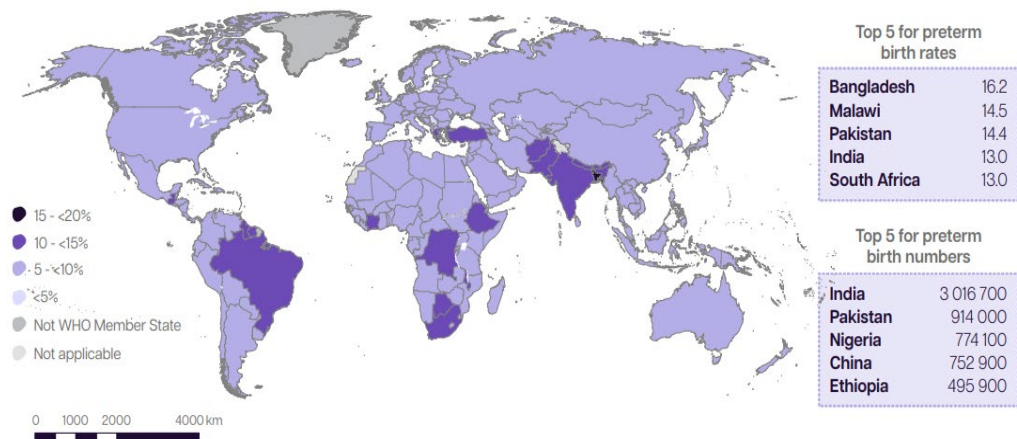 Top 5 for preterm
birth rates
Bangladesh 16.2
Malawi 14.5
Pakistan 14.4
India 13.0
South Africa 13.0
15 - <20%
10 - <15%
5 - <10%
<5%
Not WHO Member State
Not applicable
0 1000 2000 4000 km
Top 5 for preterm
birth numbers
India 3 016 700
Pakistan 914 000
Nigeria 774 100
China 752 900
Ethiopia 495 900